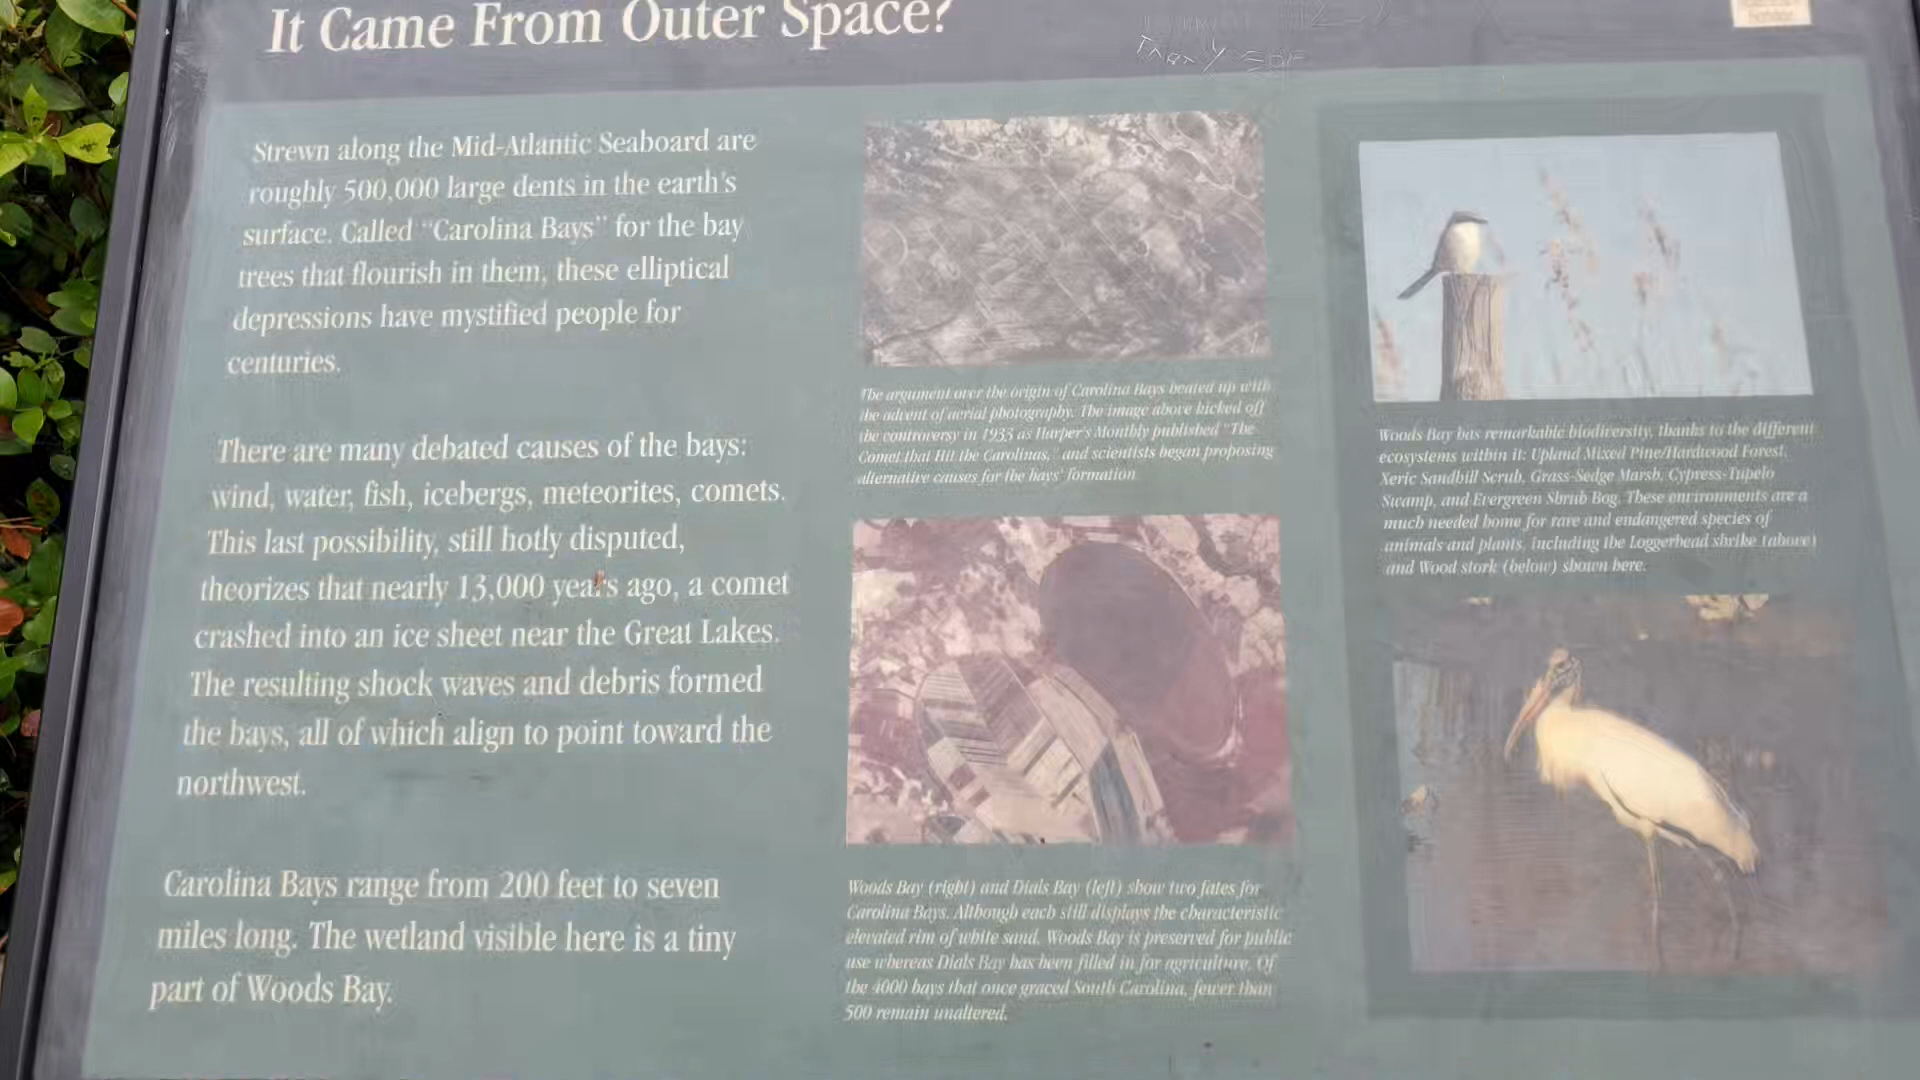 It Came From Outer Space?
Strewn along the Mid-Atlantic Seaboard are
roughly 500,000 large dents in the earth's
surface. Called "Carolina Bays" for the bay
trees that flourish in them, these elliptical
depressions have mystified people for
centuries.
There are many debated causes of the bays:
wind, water, fish, icebergs, meteorites, comets.
This last possibility, still hotly disputed,
theorizes that nearly 13,000 years ago, a comet
crashed into an ice sheet near the Great Lakes.
The resulting shock waves and debris formed
the bays, all of which align to point toward the
northwest.
Carolina Bays range from 200 feet to seven
miles long. The wetland visible here is a tiny
part of Woods Bay.
The argument over the origin of Carolina Bays heated up with
the advent of aerial photography. The image above kicked off
the controversy in 1933 as Harper's Monthly published "The
Comet that Hit the Carolinas," and scientists began proposing
alternative causes for the bays' formation.
Woods Bay (right) and Dials Bay (left) show two fates for
Carolina Bays. Although each still displays the characteristic
elevated rim of white sand, Woods Bay is preserved for public
use whereas Dials Bay has been filled in for agriculture. Of
the 4000 bays that once graced South Carolina, fewer than
500 remain unaltered.
Woods Bay has remarkable biodiversity, thanks to the different
ecosystems within it: Upland Mixed Pine/Hardwood Forest,
Xeric Sandhill Scrub, Grass-Sedge Marsh, Cypress-Tupelo
Swamp, and Evergreen Shrub Bog. These environments are a
much needed home for rare and endangered species of
animals and plants, including the Loggerhead shrike (above)
and Wood stork (below) shown here.